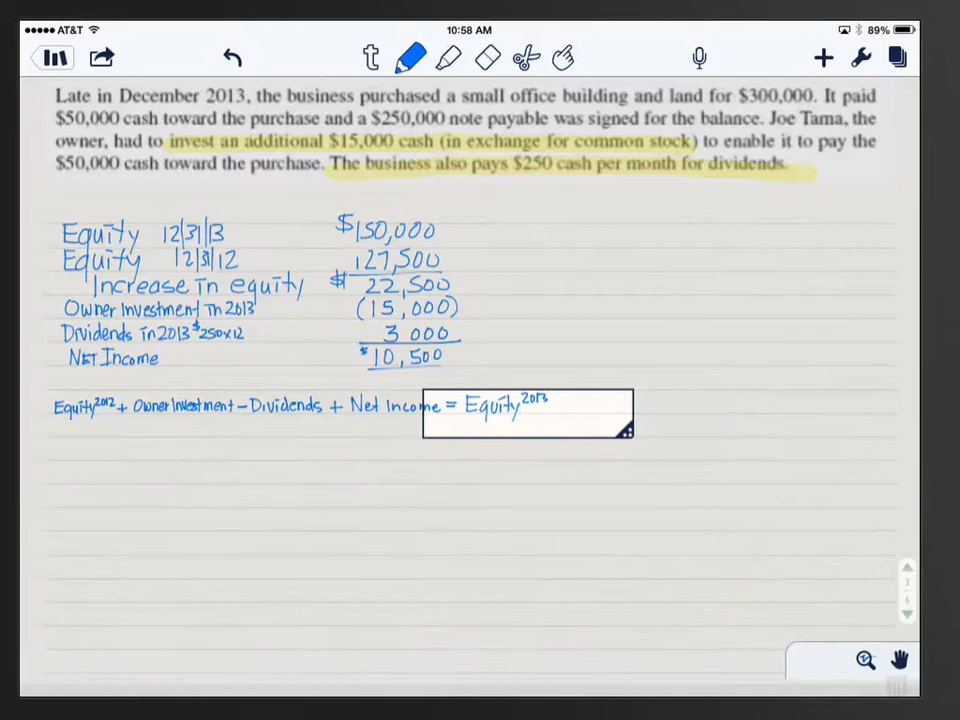 AT&T 10:58 AM 89%
t
Late in December 2013, the business purchased a small office building and land for $300,000. It paid
$50,000 cash toward the purchase and a $250,000 note payable was signed for the balance. Joe Tama, the
owner, had to invest an additional $15,000 cash (in exchange for common stock) to enable it to pay the
$50,000 cash toward the purchase. The business also pays $250 cash per month for dividends.
Equity 12|31|13 $150,000
Equity 12|31|12 127,500
Increase in equity $22,500
Owner Investment in 2013 (15,000)
Dividends in 2013 $250x12 3 000
NET Income $10,500
Equity2012 + Owner Investment - Dividends + Net Income = Equity2013
3
6